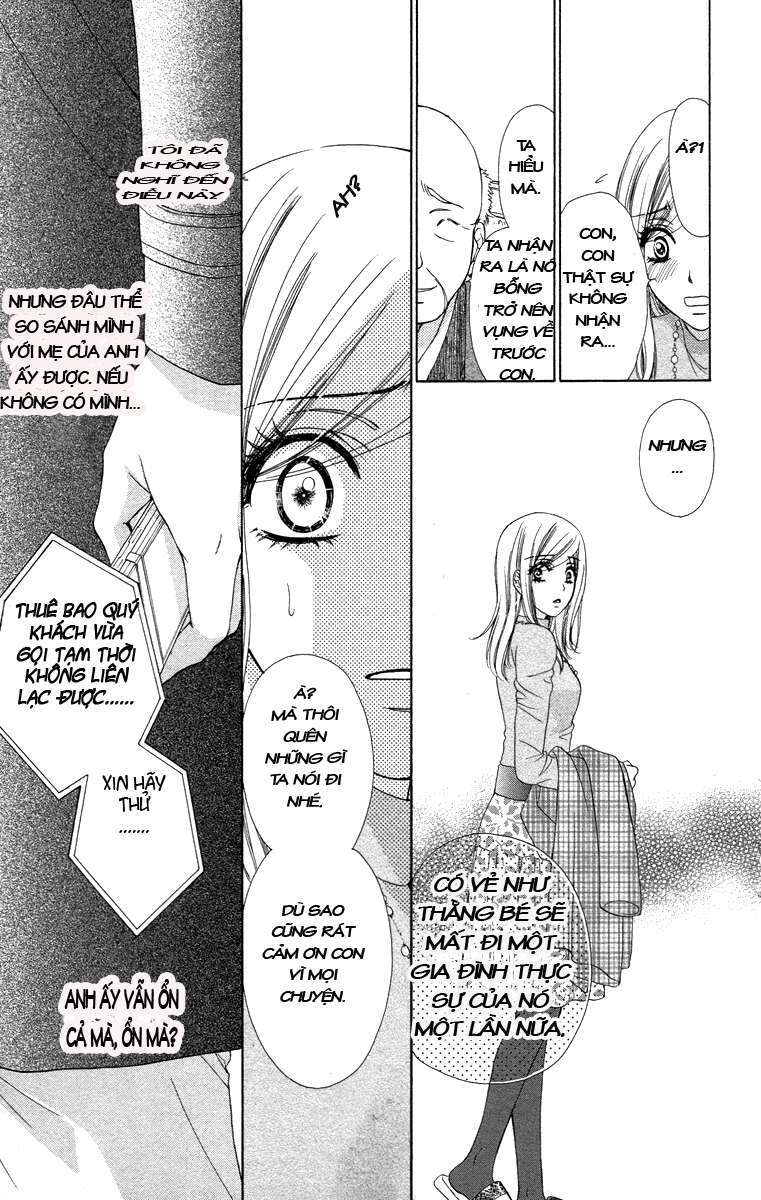 À?!
CON,
CON
THẬT SỰ
KHÔNG
NHẬN
RA...
TA
HIỂU
MÀ.
TA NHẬN
RA LÀ NÓ
BỖNG
TRỞ NÊN
VỤNG VỀ
TRƯỚC
CON.
NHƯNG
...
CÓ VẺ NHƯ
THẰNG BÉ SẼ
MẤT ĐI MỘT
GIA ĐÌNH THỰC
SỰ CỦA NÓ
MỘT LẦN NỮA.
AH?
À?
MÀ THÔI
QUÊN
NHỮNG GÌ
TA NÓI ĐI
NHÉ.
DÙ SAO
CŨNG RẤT
CẢM ƠN CON
VÌ MỌI
CHUYỆN.
TÔI ĐÃ
KHÔNG
NGHĨ ĐẾN
ĐIỀU NÀY
NHƯNG ĐÂU THỂ
SO SÁNH MÌNH
VỚI MẸ CỦA ANH
ẤY ĐƯỢC. NẾU
KHÔNG CÓ MÌNH...
THUÊ BAO QUÝ
KHÁCH VỪA
GỌI TẠM THỜI
KHÔNG LIÊN
LẠC ĐƯỢC......
XIN HÃY
THỬ
.......
ANH ẤY VẪN ỔN
CẢ MÀ, ỔN MÀ?